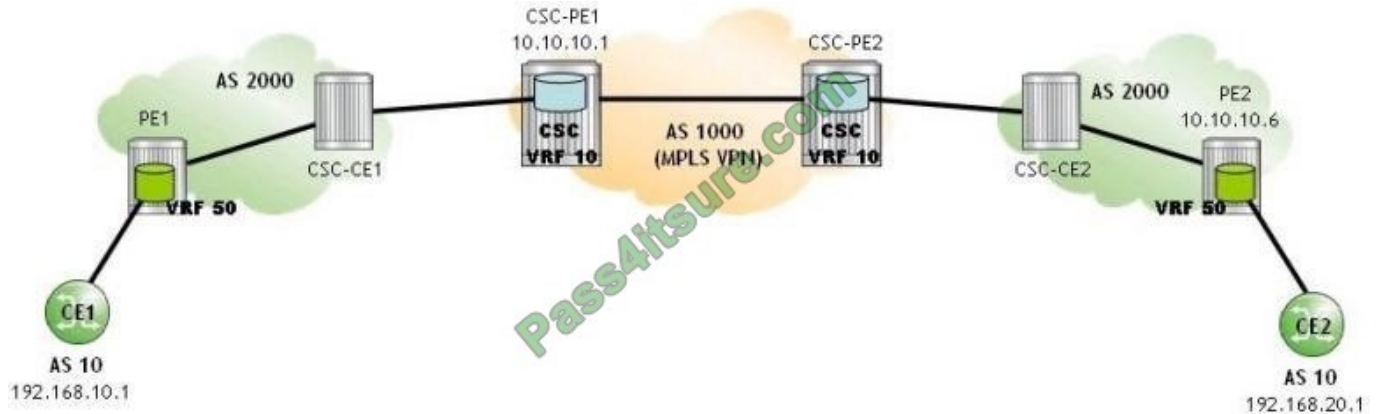 CSC-PE1
10.10.10.1
CSC-PE2
AS 2000
PE1
CSC-CE1
CSC
VRF 10
AS 1000
(MPLS VPN)
CSC
VRF 10
AS 2000
PE2
10.10.10.6
CSC-CE2
VRF 50
VRF 50
CE1
AS 10
192.168.10.1
CE2
AS 10
192.168.20.1
Pass4itsure.com